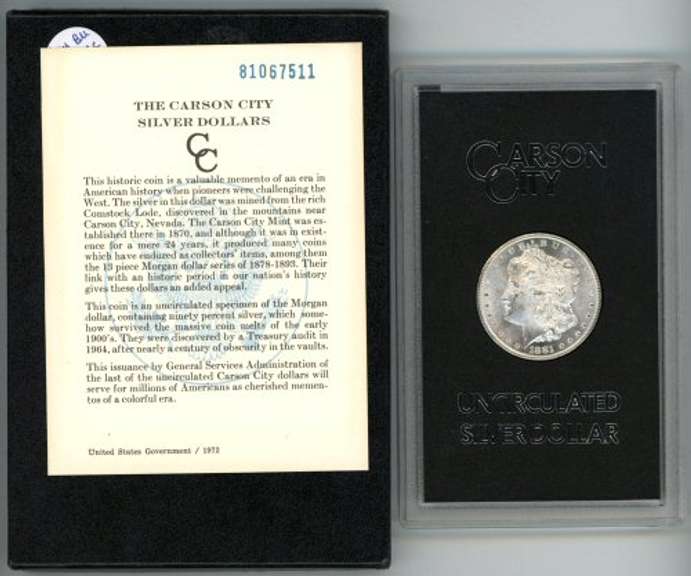 81067511
THE CARSON CITY
SILVER DOLLARS
CC
This historic coin is a valuable memento of an era in
American history when pioneers were challenging the
West. The silver in this dollar was mined from the rich
Comstock Lode, discovered in the mountains near
Carson City, Nevada. The Carson City Mint was es-
tablished there in 1870, and although it was in exist-
ence for a mere 24 years, it produced many coins
which have endured as collectors' items, among them
the 13 piece Morgan dollar series of 1878-1893. Their
link with an historic period in our nation's history
gives these dollars an added appeal.
This coin is an uncirculated specimen of the Morgan
dollar, containing ninety percent silver, which some-
how survived the massive coin melts of the early
1900's. They were discovered by a Treasury audit in
1964, after nearly a century of obscurity in the vaults.
This issuance by General Services Administration of
the last of the uncirculated Carson City dollars will
serve for millions of Americans as cherished memen-
tos of a colorful era.
United States Government / 1972
CARSON
CITY
1881
UNCIRCULATED
SILVER DOLLAR